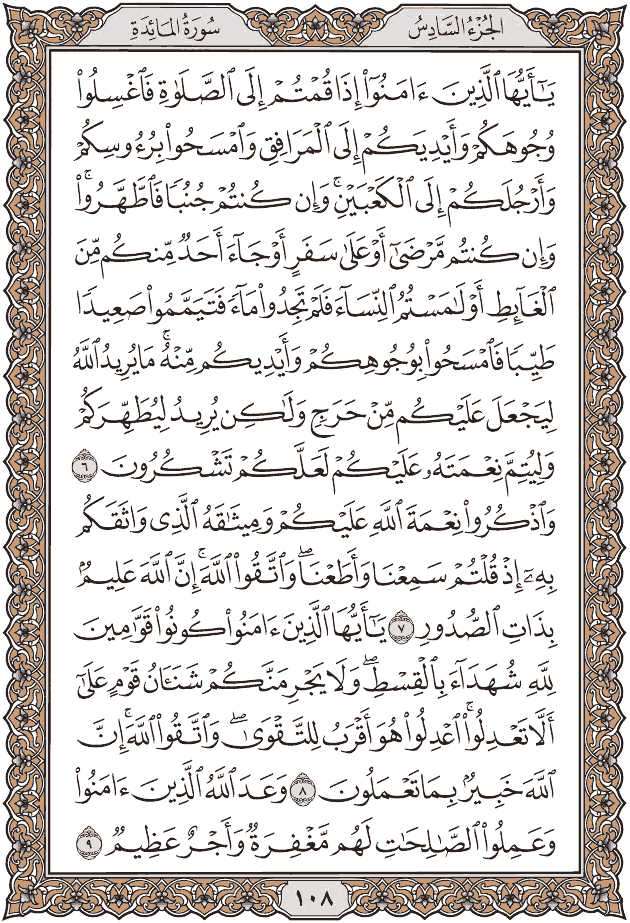 الجُزْءُ السَّادِسُ سُورَةُ المَائِدَةِ
يَٰٓأَيُّهَا ٱلَّذِينَ ءَامَنُوٓا۟ إِذَا قُمْتُمْ إِلَى ٱلصَّلَوٰةِ فَٱغْسِلُوا۟
وُجُوهَكُمْ وَأَيْدِيَكُمْ إِلَى ٱلْمَرَافِقِ وَٱمْسَحُوا۟ بِرُءُوسِكُمْ
وَأَرْجُلَكُمْ إِلَى ٱلْكَعْبَيْنِ ۚ وَإِن كُنتُمْ جُنُبًا فَٱطَّهَّرُوا۟ ۚ
وَإِن كُنتُم مَّرْضَىٰٓ أَوْ عَلَىٰ سَفَرٍ أَوْ جَآءَ أَحَدٌ مِّنكُم مِّنَ
ٱلْغَآئِطِ أَوْ لَٰمَسْتُمُ ٱلنِّسَآءَ فَلَمْ تَجِدُوا۟ مَآءً فَتَيَمَّمُوا۟ صَعِيدًا
طَيِّبًا فَٱمْسَحُوا۟ بِوُجُوهِكُمْ وَأَيْدِيكُم مِّنْهُ ۚ مَا يُرِيدُ ٱللَّهُ
لِيَجْعَلَ عَلَيْكُم مِّنْ حَرَجٍ وَلَٰكِن يُرِيدُ لِيُطَهِّرَكُمْ
وَلِيُتِمَّ نِعْمَتَهُۥ عَلَيْكُمْ لَعَلَّكُمْ تَشْكُرُونَ ٦
وَٱذْكُرُوا۟ نِعْمَةَ ٱللَّهِ عَلَيْكُمْ وَمِيثَٰقَهُ ٱلَّذِى وَاثَقَكُم
بِهِۦٓ إِذْ قُلْتُمْ سَمِعْنَا وَأَطَعْنَا ۖ وَٱتَّقُوا۟ ٱللَّهَ ۚ إِنَّ ٱللَّهَ عَلِيمٌۢ
بِذَاتِ ٱلصُّدُورِ ٧ يَٰٓأَيُّهَا ٱلَّذِينَ ءَامَنُوا۟ كُونُوا۟ قَوَّٰمِينَ
لِلَّهِ شُهَدَآءَ بِٱلْقِسْطِ ۖ وَلَا يَجْرِمَنَّكُمْ شَنَـَٔانُ قَوْمٍ عَلَىٰٓ
أَلَّا تَعْدِلُوا۟ ۚ ٱعْدِلُوا۟ هُوَ أَقْرَبُ لِلتَّقْوَىٰ ۖ وَٱتَّقُوا۟ ٱللَّهَ ۚ إِنَّ
ٱللَّهَ خَبِيرٌۢ بِمَا تَعْمَلُونَ ٨ وَعَدَ ٱللَّهُ ٱلَّذِينَ ءَامَنُوا۟
وَعَمِلُوا۟ ٱلصَّٰلِحَٰتِ ۙ لَهُم مَّغْفِرَةٌ وَأَجْرٌ عَظِيمٌ ٩
١٠٨